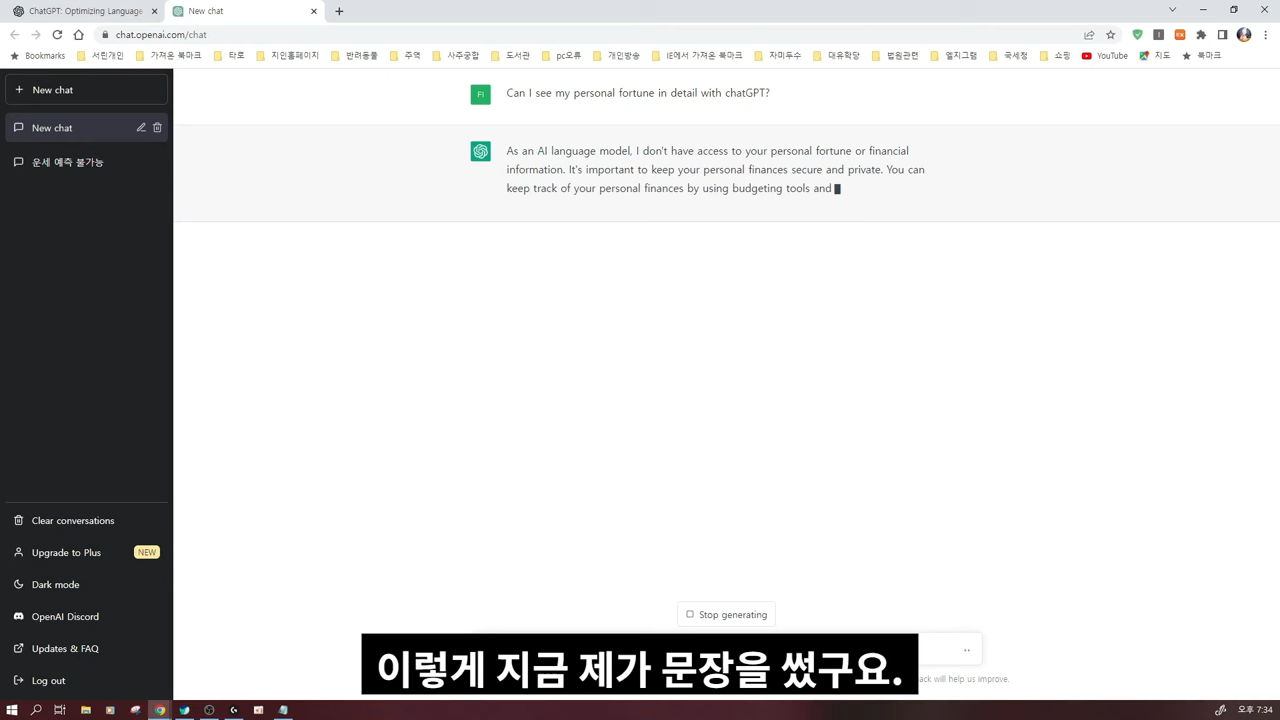 ChatGPT: Optimizing Language
New chat
chat.openai.com/chat
Bookmarks
서린개인
가져온 북마크
타로
지인홈페이지
반려동물
주역
사주궁합
도서관
pc오류
개인방송
IE에서 가져온 북마크
자미두수
대유학당
법원관련
엘지그램
국세청
쇼핑
YouTube
지도
북마크
New chat
New chat
운세 예측 불가능
FI
Can I see my personal fortune in detail with chatGPT?
As an AI language model, I don't have access to your personal fortune or financial
information. It's important to keep your personal finances secure and private. You can
keep track of your personal finances by using budgeting tools and
Clear conversations
Upgrade to Plus
NEW
Dark mode
OpenAI Discord
Updates & FAQ
Log out
Stop generating
이렇게 지금 제가 문장을 썼구요.
will help us improve.
오후 7:34